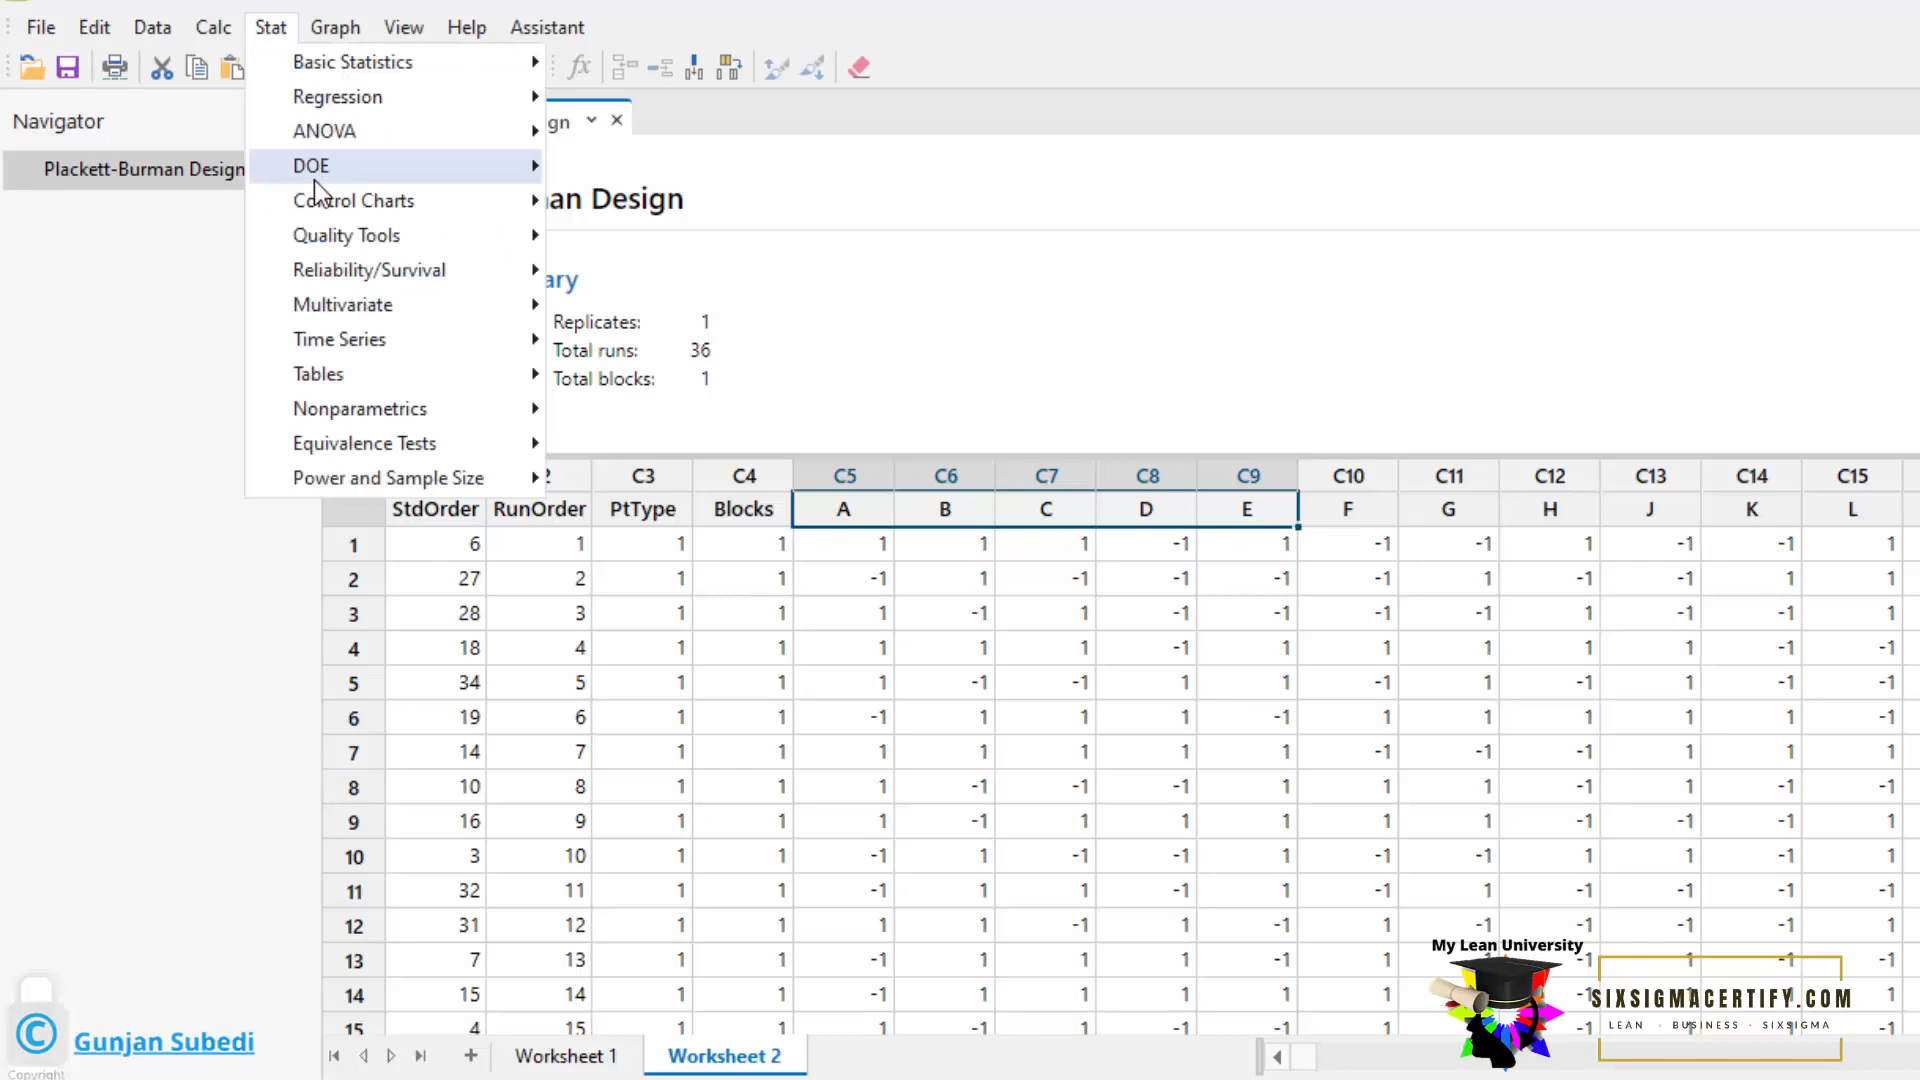 File Edit Data Calc Stat Graph View Help Assistant
Basic Statistics
Regression
ANOVA
DOE
Control Charts
Quality Tools
Reliability/Survival
Multivariate
Time Series
Tables
Nonparametrics
Equivalence Tests
Power and Sample Size
fx
Navigator
Plackett-Burman Design
gn
an Design
ary
Replicates: 1
Total runs: 36
Total blocks: 1
2 C3 C4 C5 C6 C7 C8 C9 C10 C11 C12 C13 C14 C15
StdOrder RunOrder PtType Blocks A B C D E F G H J K L
1 6 1 1 1 1 1 1 -1 1 -1 -1 1 -1 -1 1
2 27 2 1 1 -1 1 -1 -1 -1 -1 1 -1 -1 1 1
3 28 3 1 1 1 -1 1 -1 -1 -1 -1 1 -1 -1 1
4 18 4 1 1 1 1 1 -1 1 1 1 1 1 -1 -1
5 34 5 1 1 1 -1 -1 1 1 -1 1 -1 1 -1 -1
6 19 6 1 1 -1 1 1 1 -1 1 1 1 1 1 -1
7 14 7 1 1 1 1 1 1 1 -1 -1 -1 1 1 1
8 10 8 1 1 1 -1 -1 -1 1 1 1 -1 1 1 -1
9 16 9 1 1 1 -1 1 1 1 1 1 -1 -1 -1 1
10 3 10 1 1 -1 1 -1 -1 1 -1 -1 1 1 -1 1
11 32 11 1 1 -1 1 1 -1 1 -1 1 -1 -1 -1 -1
12 31 12 1 1 1 1 -1 1 -1 1 -1 -1 -1 -1 1
13 7 13 1 1 -1 1 1 1 -1 1 -1 -1
14 15 14 1 1 -1 1 1 1 1 1 -1 -1
15 4 15 1 1 1 -1 1 -1 -1 1
My Lean University
SIXSIGMACERTIFY.COM
LEAN · BUSINESS · SIXSIGMA
© Gunjan Subedi
Copyright
Worksheet 1 Worksheet 2